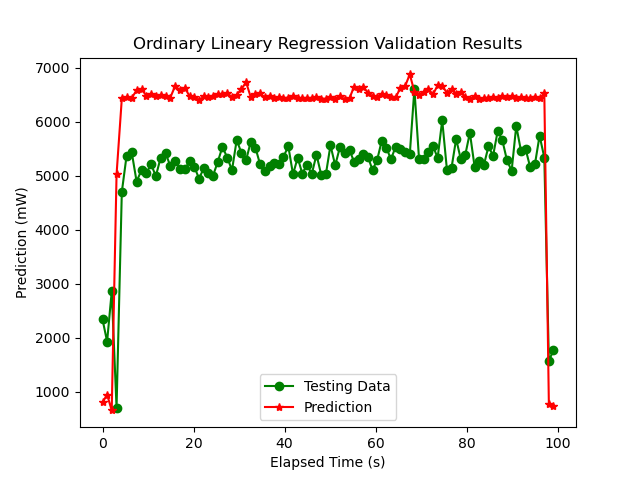 Ordinary Lineary Regression Validation Results
7000
6000
5000
4000
3000
2000
1000
Prediction (mW)
Testing Data
Prediction
0
20
40
60
80
100
Elapsed Time (s)